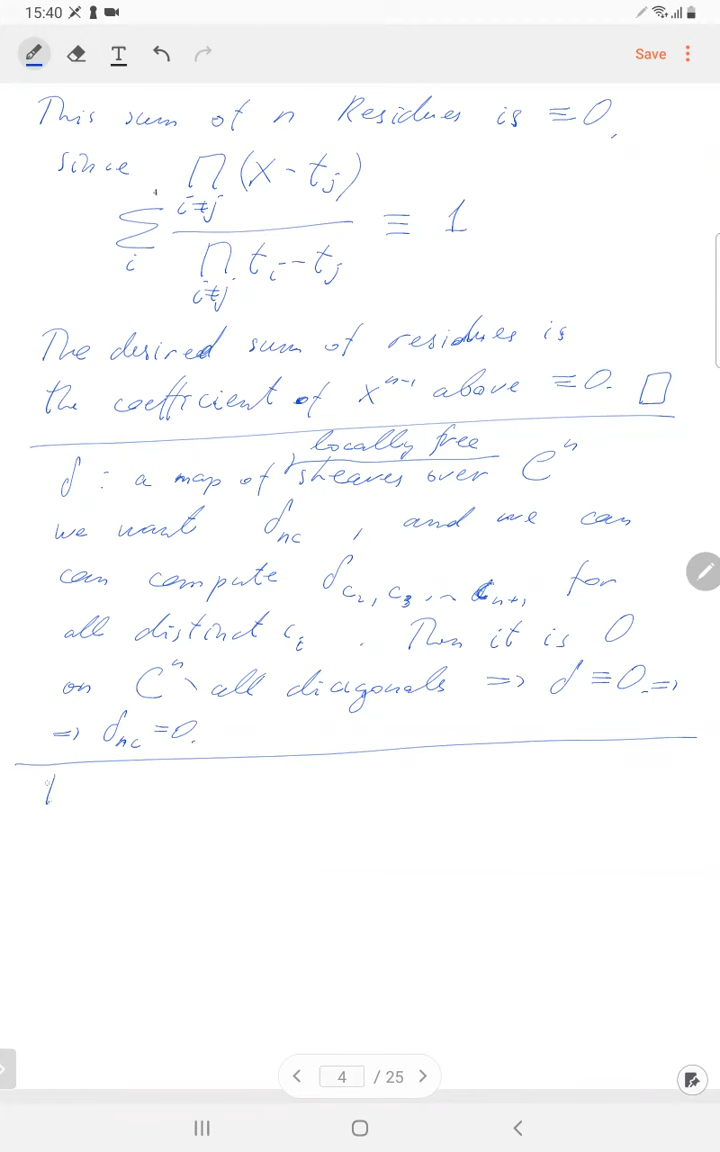 15:40
T
Save
This sum of n Residues is ≡ 0,
since ∏ (x - t_j)
i≠j
∑ ≡ 1
i ∏ t_i - t_j
i≠j
The desired sum of residues is
the coefficient of x^{n-1} above ≡ 0. □
locally free
δ : a map of sheaves over C^n
we want δ_{nc}, and we can
can compute δ_{c_2, c_3, ... c_{n+1}} for
all distinct c_i. Then it is 0
on C^n \ all diagonals ⇒ δ ≡ 0 ⇒
⇒ δ_{nc} = 0.
4 / 25